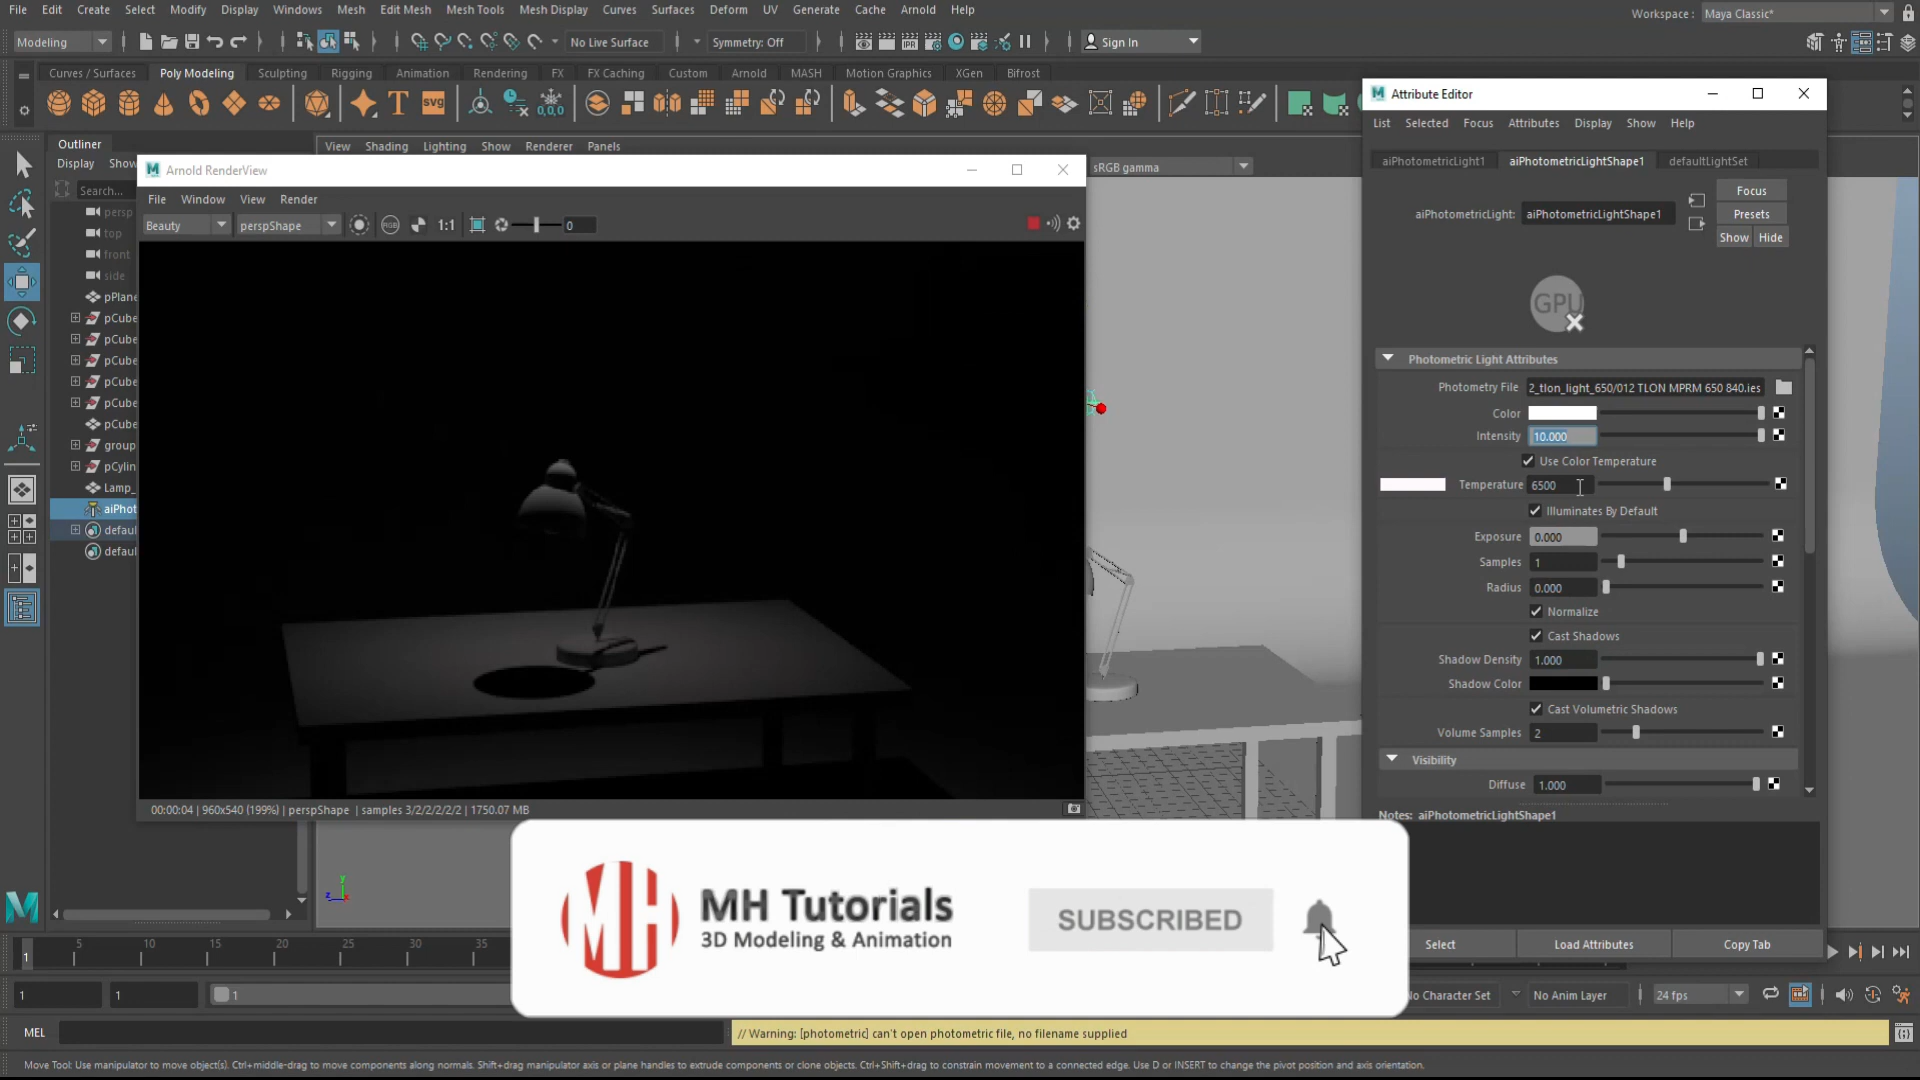 File Edit Create Select Modify Display Windows Mesh Edit Mesh Mesh Tools Mesh Display Curves Surfaces Deform UV Generate Cache Arnold Help
Workspace : Maya Classic*
Modeling
No Live Surface
Symmetry: Off
Sign In
Curves / Surfaces Poly Modeling Sculpting Rigging Animation Rendering FX FX Caching Custom Arnold MASH Motion Graphics XGen Bifrost
T
svg
0,0,0
Outliner
Display Show
Search...
persp
top
front
side
pPlane
pCube
pCube
pCube
pCube
pCube
pCube
group
pCylin
Lamp_
aiPhot
defau
defau
View Shading Lighting Show Renderer Panels
sRGB gamma
Arnold RenderView
File Window View Render
Beauty
perspShape
RGB
1:1
0
00:00:04 | 960x540 (199%) | perspShape | samples 3/2/2/2/2/2 | 1750.07 MB
Attribute Editor
List Selected Focus Attributes Display Show Help
aiPhotometricLight1 aiPhotometricLightShape1 defaultLightSet
aiPhotometricLight: aiPhotometricLightShape1
Focus
Presets
Show Hide
GPU
Photometric Light Attributes
Photometry File 2_tlon_light_650/012 TLON MPRM 650 840.ies
Color
Intensity 10.000
Use Color Temperature
Temperature 6500
Illuminates By Default
Exposure 0.000
Samples 1
Radius 0.000
Normalize
Cast Shadows
Shadow Density 1.000
Shadow Color
Cast Volumetric Shadows
Volume Samples 2
Visibility
Diffuse 1.000
Notes: aiPhotometricLightShape1
Select Load Attributes Copy Tab
MH
MH Tutorials
3D Modeling & Animation
SUBSCRIBED
y
z
x
1
5 10 15 20 25 30 35
1 1 1
No Character Set
No Anim Layer
24 fps
MEL
// Warning: [photometric] can't open photometric file, no filename supplied
Move Tool: Use manipulator to move object(s). Ctrl+middle-drag to move components along normals. Shift+drag manipulator axis or plane handles to extrude components or clone objects. Ctrl+Shift+drag to constrain movement to a connected edge. Use D or INSERT to change the pivot position and axis orientation.